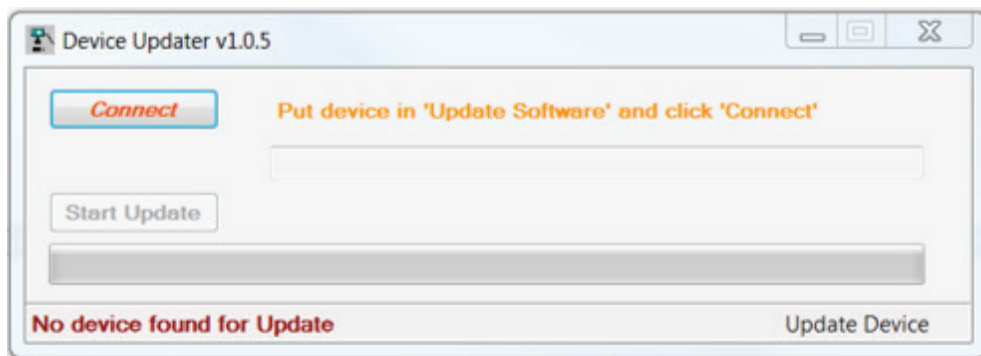 Device Updater v1.0.5
Connect
Put device in 'Update Software' and click 'Connect'
Start Update
No device found for Update
Update Device